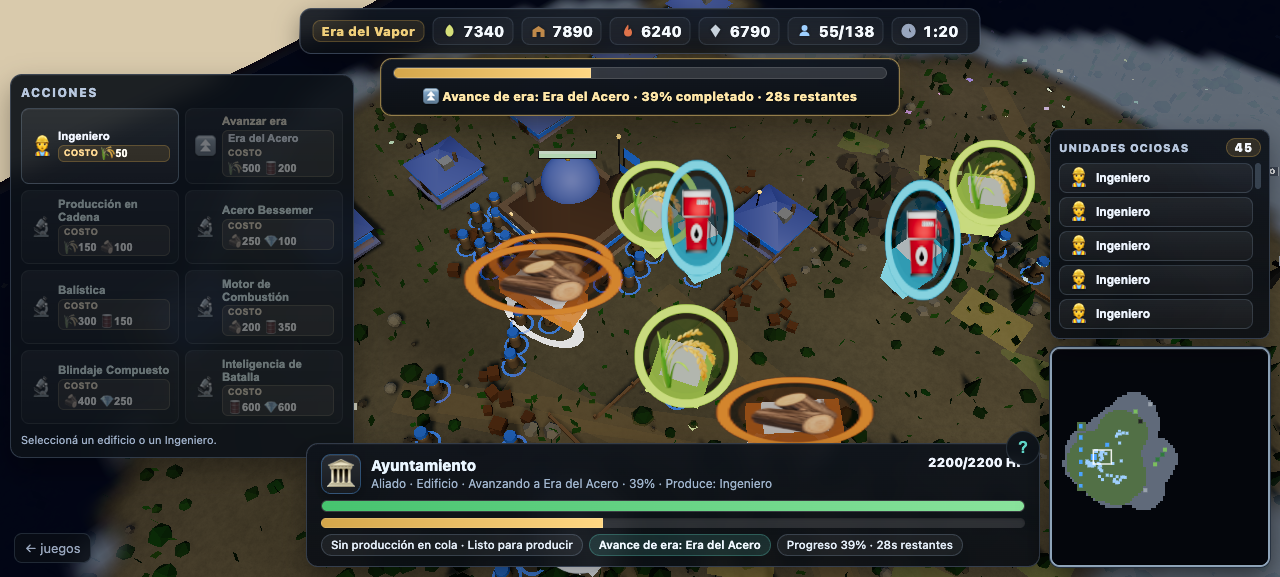 Era del Vapor 7340 7890 6240 6790 55/138 1:20
Avance de era: Era del Acero · 39% completado · 28s restantes
ACCIONES
Ingeniero
COSTO 50
Avanzar era
Era del Acero
COSTO
500 200
Producción en
Cadena
COSTO
150 100
Acero Bessemer
COSTO
250 100
Balística
COSTO
300 150
Motor de
Combustión
COSTO
200 350
Blindaje Compuesto
COSTO
400 250
Inteligencia de
Batalla
COSTO
600 600
Seleccioná un edificio o un Ingeniero.
UNIDADES OCIOSAS 45
Ingeniero
Ingeniero
Ingeniero
Ingeniero
Ingeniero
?
Ayuntamiento 2200/2200
Aliado · Edificio · Avanzando a Era del Acero · 39% · Produce: Ingeniero
Sin producción en cola · Listo para producir
Avance de era: Era del Acero
Progreso 39% · 28s restantes
← juegos